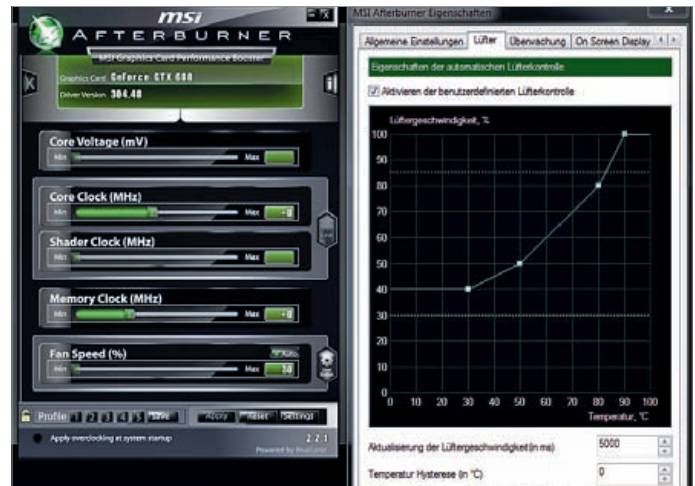 msi
AFTERBURNER
MSI Graphics Card Performance Booster
Graphics Card GeForce GTX 680
Driver Version 304.48
K
i
Core Voltage (mV)
Min Max
Core Clock (MHz)
Min Max +0
Shader Clock (MHz)
Min Max
Memory Clock (MHz)
Min Max +0
Fan Speed (%)
Auto
Min Max 30
Profile 1 2 3 4 5 Save Apply Reset Settings
Apply overclocking at system startup 2.2.3
Powered by RivaTuner
MSI Afterburner Eigenschaften
Allgemeine Einstellungen Lüfter Überwachung On Screen Display
Eigenschaften der automatischen Lüfterkontrolle
Aktivieren der benutzerdefinierten Lüfterkontrolle
Lüftergeschwindigkeit, %
100
90
80
70
60
50
40
30
20
10
0
0 10 20 30 40 50 60 70 80 90 100
Temperatur, °C
Aktualisierung der Lüftergeschwindigkeit(in ms) 5000
Temperatur Hysterese (in °C) 0